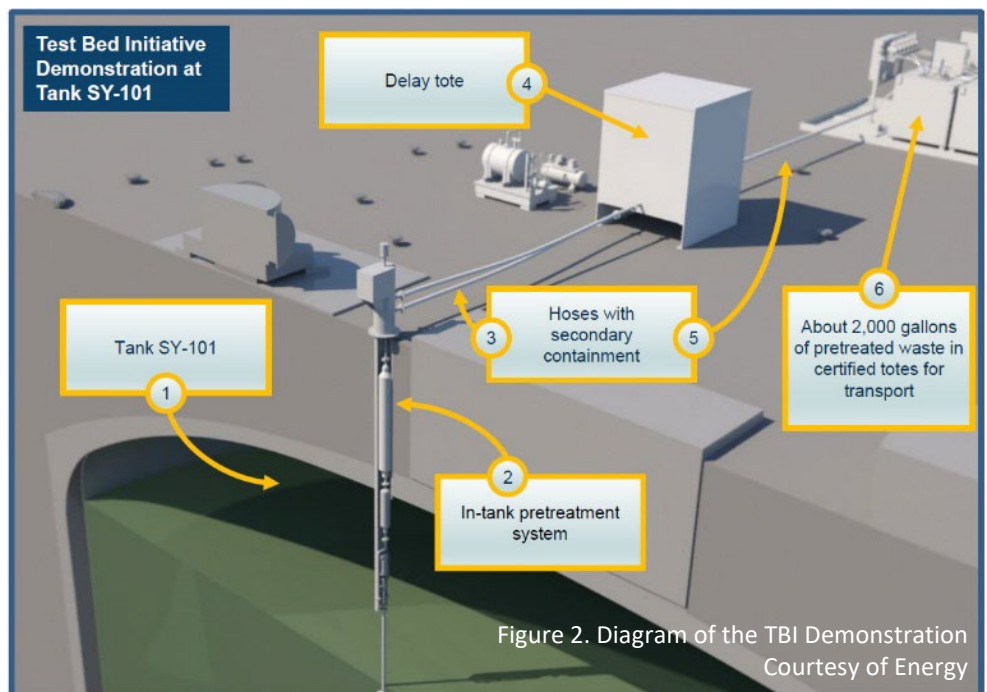 Test Bed Initiative
Demonstration at
Tank SY-101
Delay tote
4
Tank SY-101
1
3
Hoses with
secondary
containment
5
6
About 2,000 gallons
of pretreated waste in
certified totes for
transport
2
In-tank pretreatment
system
Figure 2. Diagram of the TBI Demonstration
Courtesy of Energy